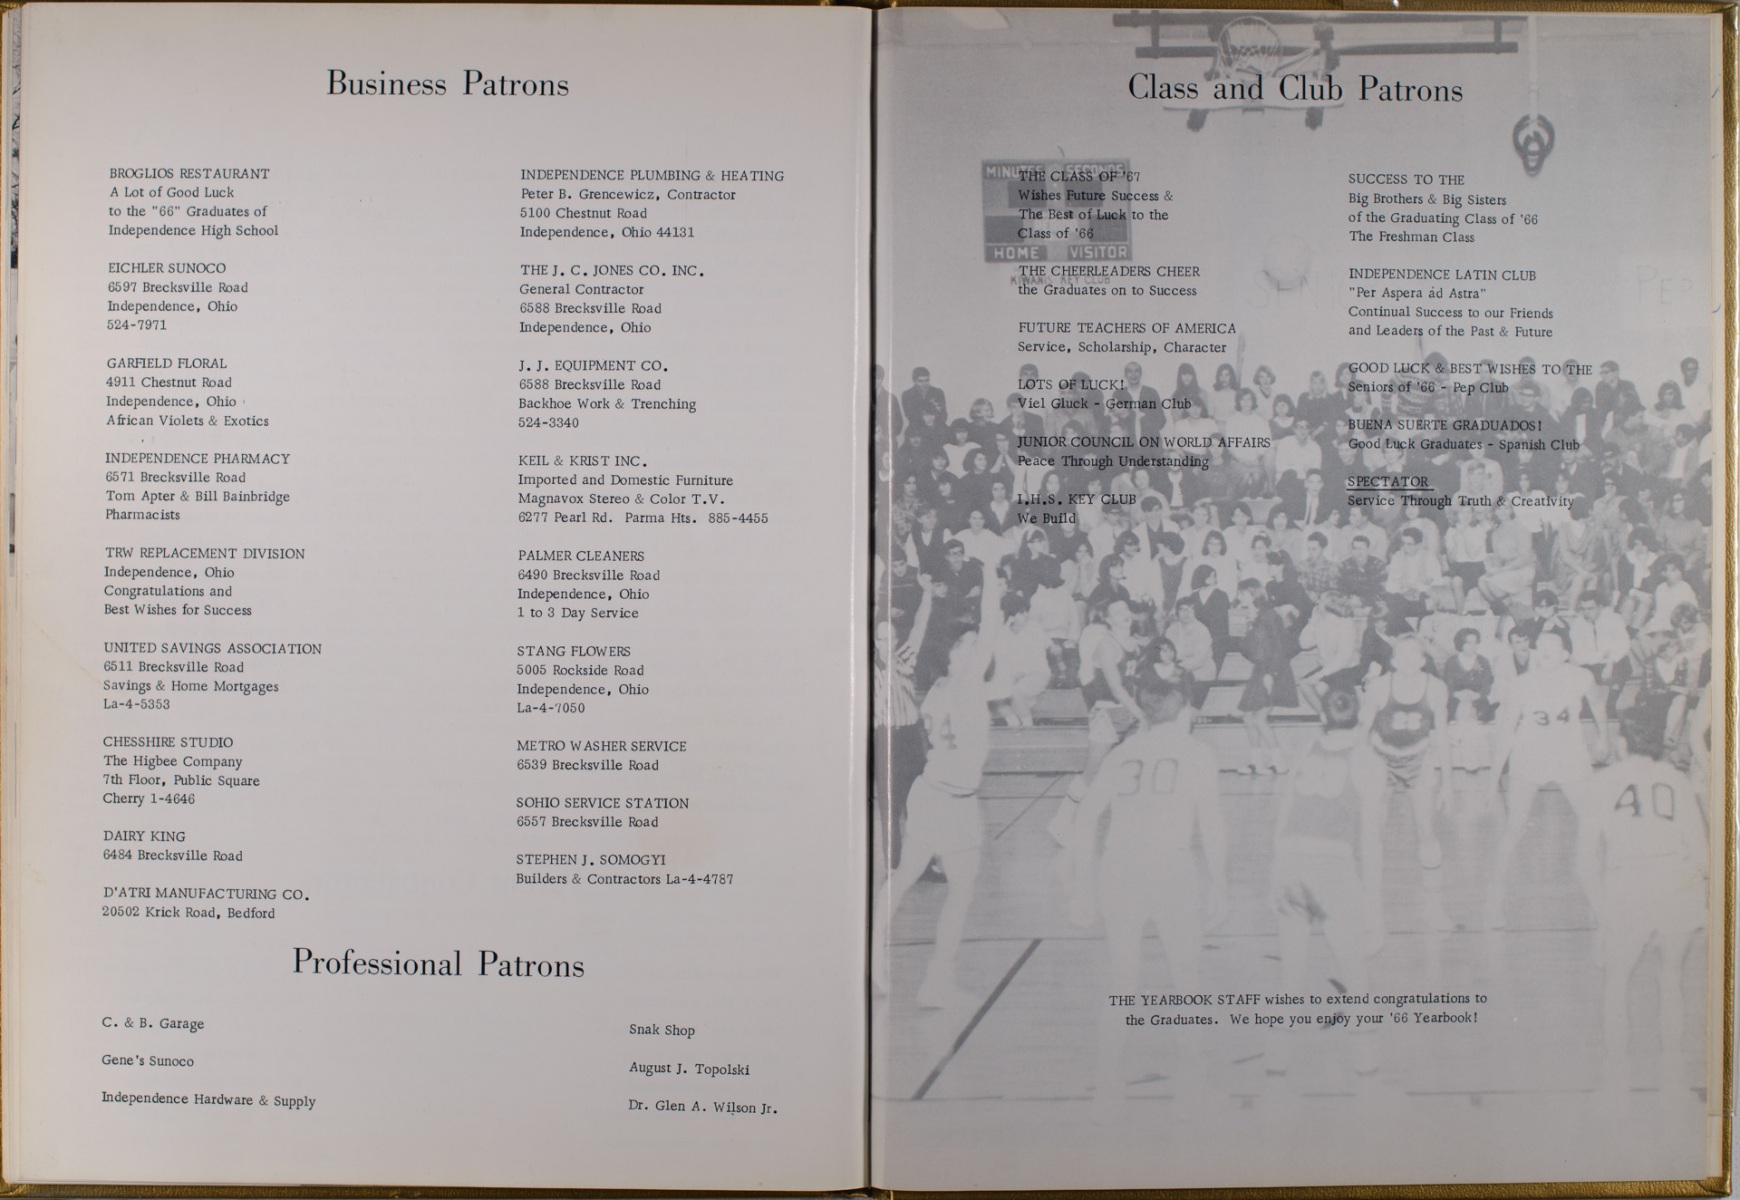 Business Patrons
BROGLIOS RESTAURANT
A Lot of Good Luck
to the "66" Graduates of
Independence High School
EICHLER SUNOCO
6597 Brecksville Road
Independence, Ohio
524-7971
GARFIELD FLORAL
4911 Chestnut Road
Independence, Ohio
African Violets & Exotics
INDEPENDENCE PHARMACY
6571 Brecksville Road
Tom Apter & Bill Bainbridge
Pharmacists
TRW REPLACEMENT DIVISION
Independence, Ohio
Congratulations and
Best Wishes for Success
UNITED SAVINGS ASSOCIATION
6511 Brecksville Road
Savings & Home Mortgages
La-4-5353
CHESSHIRE STUDIO
The Higbee Company
7th Floor, Public Square
Cherry 1-4646
DAIRY KING
6484 Brecksville Road
D'ATRI MANUFACTURING CO.
20502 Krick Road, Bedford
INDEPENDENCE PLUMBING & HEATING
Peter B. Grencewicz, Contractor
5100 Chestnut Road
Independence, Ohio 44131
THE J. C. JONES CO. INC.
General Contractor
6588 Brecksville Road
Independence, Ohio
J. J. EQUIPMENT CO.
6588 Brecksville Road
Backhoe Work & Trenching
524-3340
KEIL & KRIST INC.
Imported and Domestic Furniture
Magnavox Stereo & Color T.V.
6277 Pearl Rd. Parma Hts. 885-4455
PALMER CLEANERS
6490 Brecksville Road
Independence, Ohio
1 to 3 Day Service
STANG FLOWERS
5005 Rockside Road
Independence, Ohio
La-4-7050
METRO WASHER SERVICE
6539 Brecksville Road
SOHIO SERVICE STATION
6557 Brecksville Road
STEPHEN J. SOMOGYI
Builders & Contractors La-4-4787
Professional Patrons
C. & B. Garage
Gene's Sunoco
Independence Hardware & Supply
Snak Shop
August J. Topolski
Dr. Glen A. Wilson Jr.
Class and Club Patrons
MINUTES SECONDS
HOME VISITOR
KIWANIS KEY CLUB
THE CLASS OF '67
Wishes Future Success &
The Best of Luck to the
Class of '66
THE CHEERLEADERS CHEER
the Graduates on to Success
FUTURE TEACHERS OF AMERICA
Service, Scholarship, Character
LOTS OF LUCK!
Viel Gluck - German Club
JUNIOR COUNCIL ON WORLD AFFAIRS
Peace Through Understanding
I.H.S. KEY CLUB
We Build
SUCCESS TO THE
Big Brothers & Big Sisters
of the Graduating Class of '66
The Freshman Class
INDEPENDENCE LATIN CLUB
"Per Aspera ad Astra"
Continual Success to our Friends
and Leaders of the Past & Future
GOOD LUCK & BEST WISHES TO THE
Seniors of '66 - Pep Club
BUENA SUERTE GRADUADOS!
Good Luck Graduates - Spanish Club
SPECTATOR
Service Through Truth & Creativity
PEP
30
34
40
THE YEARBOOK STAFF wishes to extend congratulations to
the Graduates. We hope you enjoy your '66 Yearbook!